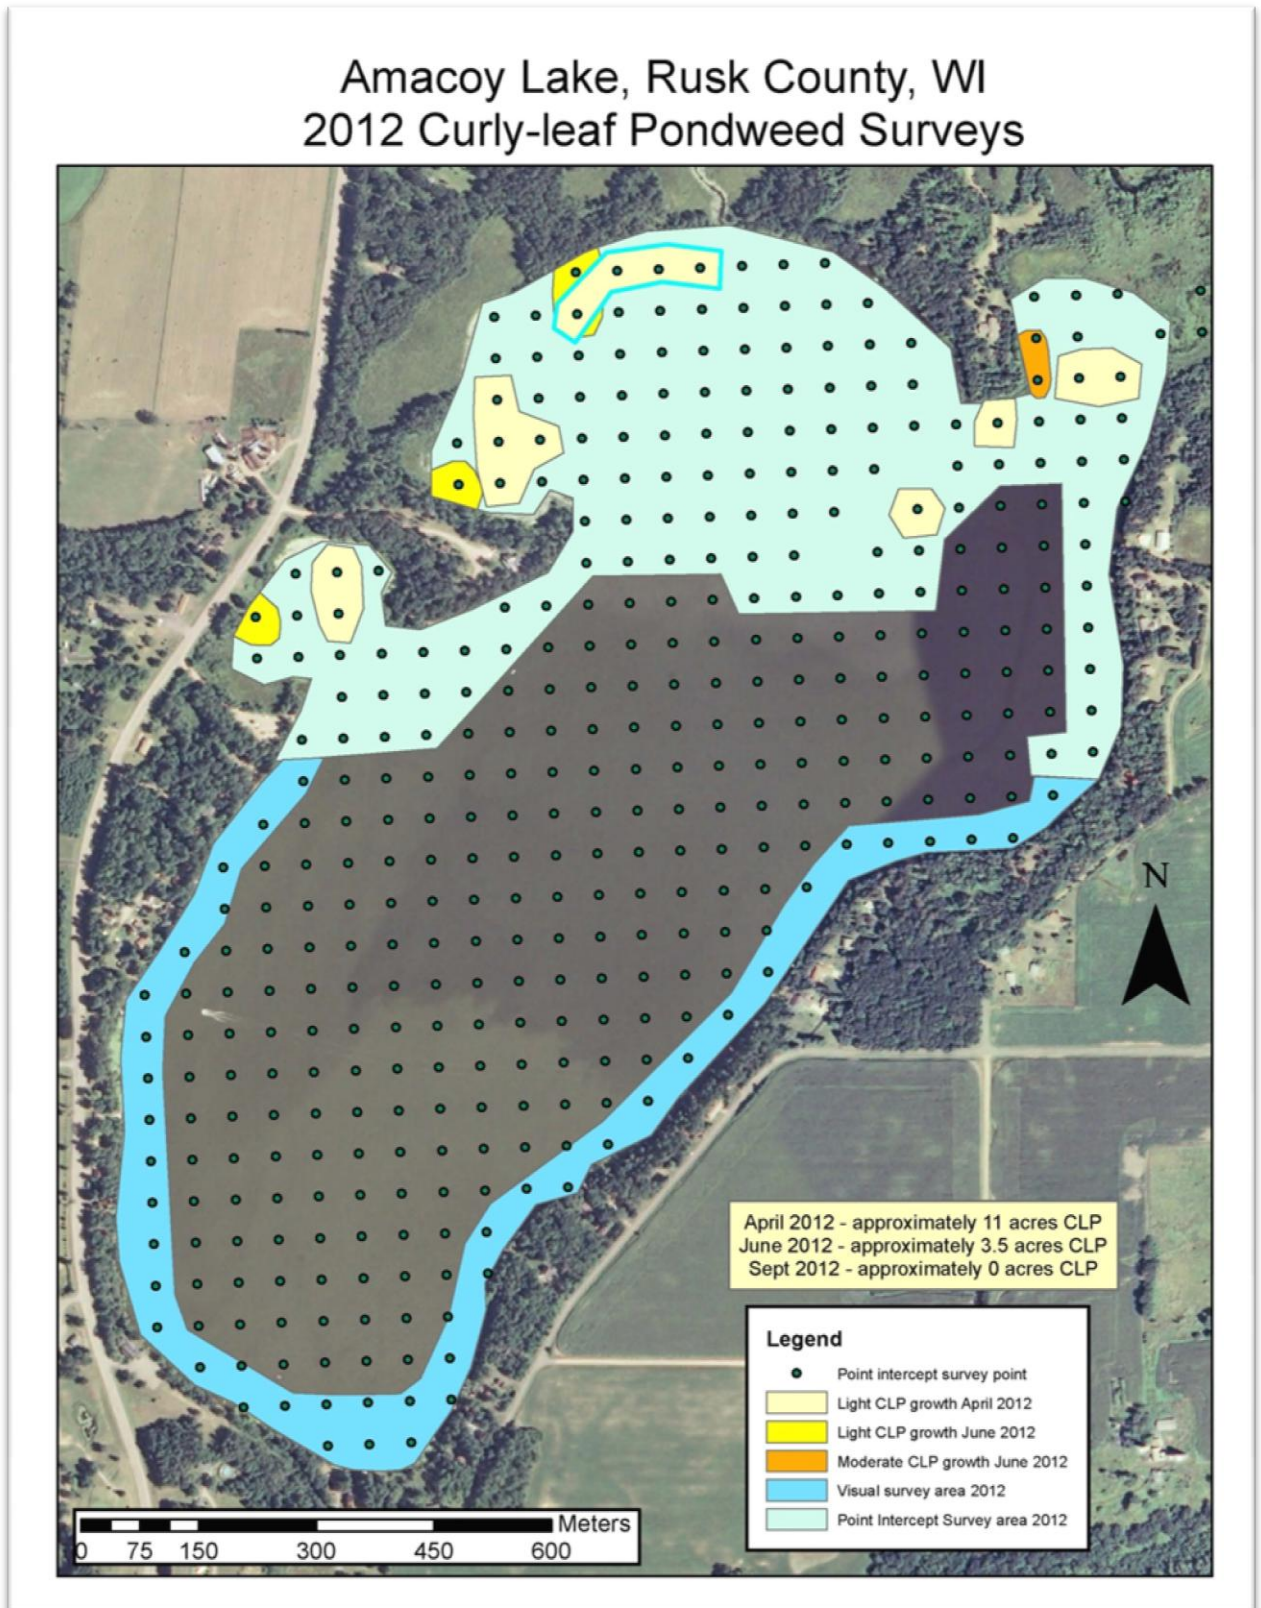 Amacoy Lake, Rusk County, WI
2012 Curly-leaf Pondweed Surveys
N
April 2012 - approximately 11 acres CLP
June 2012 - approximately 3.5 acres CLP
Sept 2012 - approximately 0 acres CLP
Legend
Point intercept survey point
Light CLP growth April 2012
Light CLP growth June 2012
Moderate CLP growth June 2012
Visual survey area 2012
Point Intercept Survey area 2012
Meters
0 75 150 300 450 600